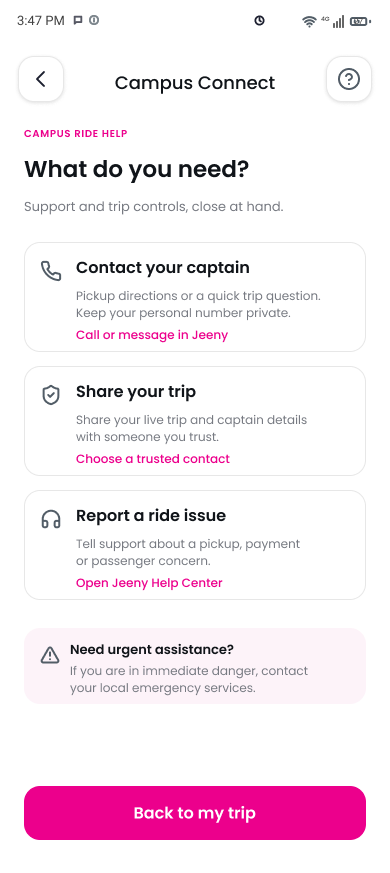 3:47 PM
4G
Campus Connect
CAMPUS RIDE HELP
What do you need?
Support and trip controls, close at hand.
Contact your captain
Pickup directions or a quick trip question.
Keep your personal number private.
Call or message in Jeeny
Share your trip
Share your live trip and captain details
with someone you trust.
Choose a trusted contact
Report a ride issue
Tell support about a pickup, payment
or passenger concern.
Open Jeeny Help Center
Need urgent assistance?
If you are in immediate danger, contact
your local emergency services.
Back to my trip